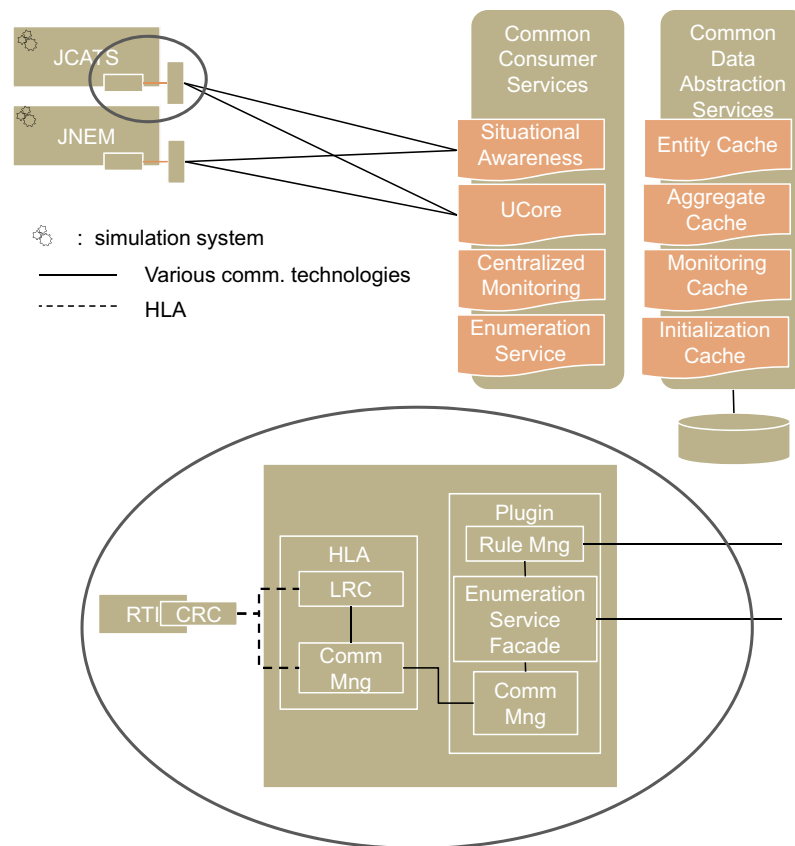 JCATS
JNEM
: simulation system
Various comm. technologies
HLA
Common
Consumer
Services
Situational
Awareness
UCore
Centralized
Monitoring
Enumeration
Service
Common
Data
Abstraction
Services
Entity Cache
Aggregate
Cache
Monitoring
Cache
Initialization
Cache
RTI
CRC
HLA
LRC
Comm
Mng
Plugin
Rule Mng
Enumeration
Service
Facade
Comm
Mng